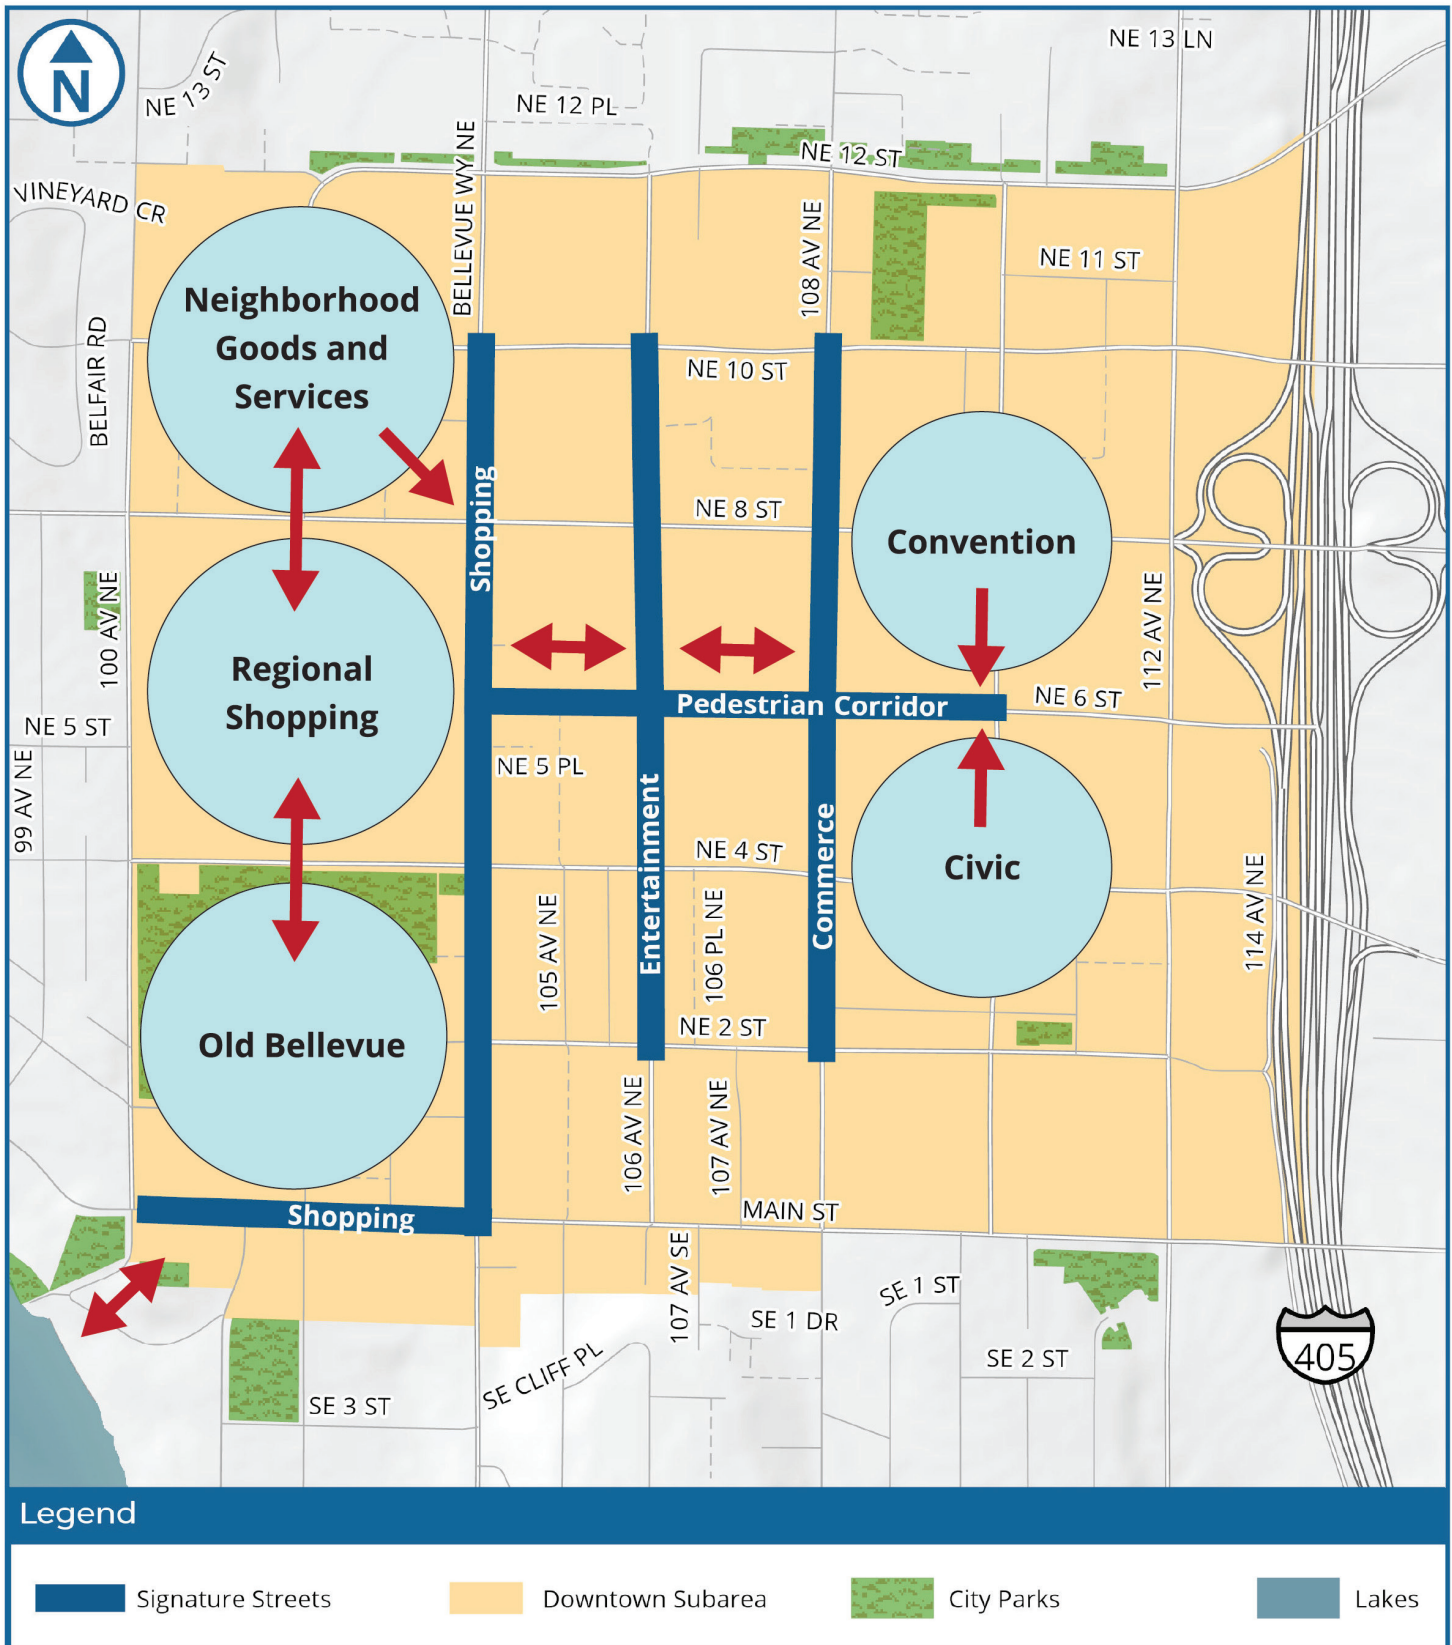 N
NE 13 LN
NE 13 ST
NE 12 PL
NE 12 ST
VINEYARD CR
BELLEVUE WY NE
108 AV NE
NE 11 ST
Neighborhood
Goods and
Services
BELFAIR RD
NE 10 ST
Shopping
NE 8 ST
Convention
100 AV NE
112 AV NE
Regional
Shopping
Pedestrian Corridor
NE 6 ST
NE 5 ST
NE 5 PL
99 AV NE
Entertainment
Commerce
NE 4 ST
Civic
105 AV NE
106 PL NE
114 AV NE
Old Bellevue
NE 2 ST
106 AV NE
107 AV NE
Shopping
MAIN ST
107 AV SE
SE 1 ST
SE 1 DR
SE CLIFF PL
SE 2 ST
405
SE 3 ST
Legend
Signature Streets
Downtown Subarea
City Parks
Lakes